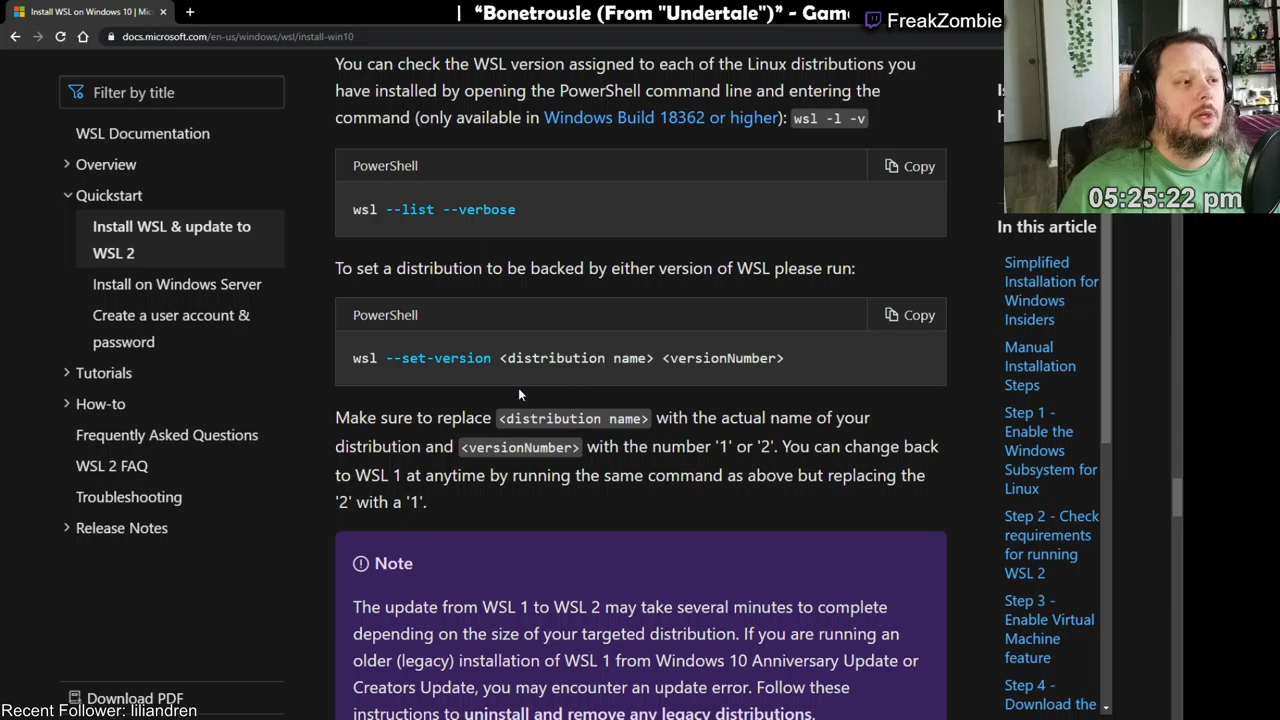 Install WSL on Windows 10 | Mic
| “Bonetrousle (From "Undertale")” - Game
FreakZombie
docs.microsoft.com/en-us/windows/wsl/install-win10
Filter by title
WSL Documentation
Overview
Quickstart
Install WSL & update to
WSL 2
Install on Windows Server
Create a user account &
password
Tutorials
How-to
Frequently Asked Questions
WSL 2 FAQ
Troubleshooting
Release Notes
Download PDF
Recent Follower: liliandren
You can check the WSL version assigned to each of the Linux distributions you
have installed by opening the PowerShell command line and entering the
command (only available in Windows Build 18362 or higher): wsl -l -v
PowerShell
Copy
wsl --list --verbose
To set a distribution to be backed by either version of WSL please run:
PowerShell
Copy
wsl --set-version <distribution name> <versionNumber>
Make sure to replace <distribution name> with the actual name of your
distribution and <versionNumber> with the number '1' or '2'. You can change back
to WSL 1 at anytime by running the same command as above but replacing the
'2' with a '1'.
Note
The update from WSL 1 to WSL 2 may take several minutes to complete
depending on the size of your targeted distribution. If you are running an
older (legacy) installation of WSL 1 from Windows 10 Anniversary Update or
Creators Update, you may encounter an update error. Follow these
instructions to uninstall and remove any legacy distributions.
05:25:22 pm
In this article
Simplified
Installation for
Windows
Insiders
Manual
Installation
Steps
Step 1 -
Enable the
Windows
Subsystem for
Linux
Step 2 - Check
requirements
for running
WSL 2
Step 3 -
Enable Virtual
Machine
feature
Step 4 -
Download the